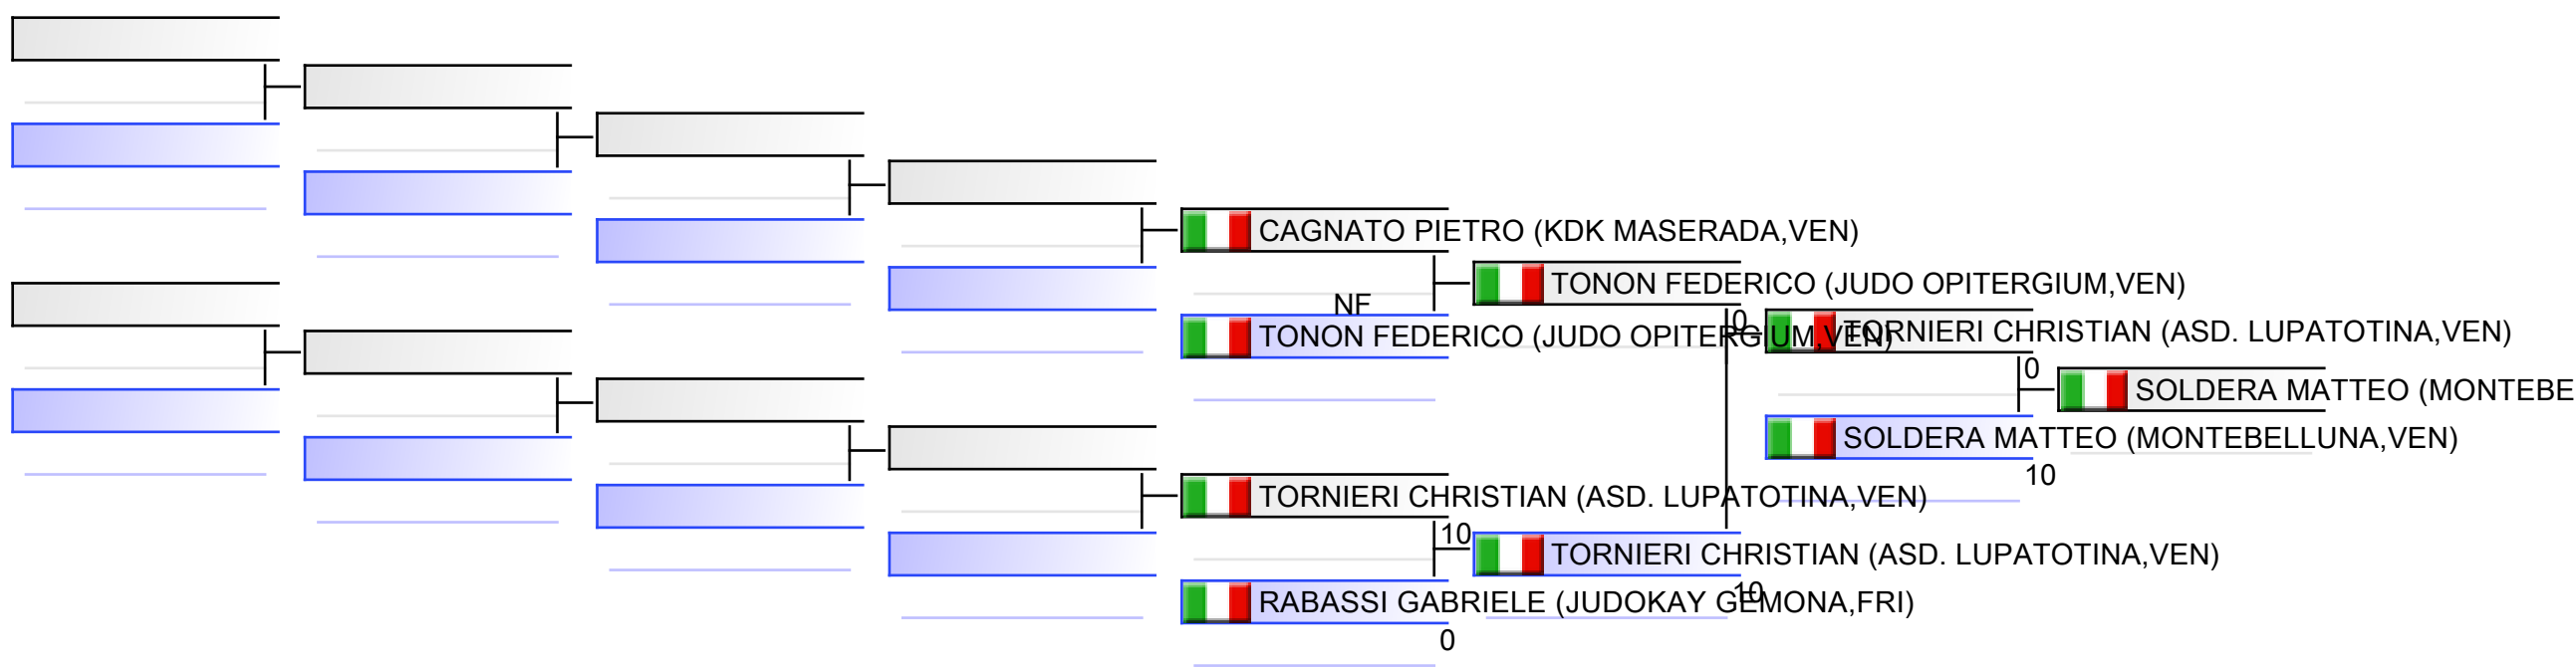 CAGNATO PIETRO (KDK MASERADA,VEN)
TONON FEDERICO (JUDO OPITERGIUM,VEN)
NF
0
TORNIERI CHRISTIAN (ASD. LUPATOTINA,VEN)
TONON FEDERICO (JUDO OPITERGIUM,VEN)
0
SOLDERA MATTEO (MONTEBE
SOLDERA MATTEO (MONTEBELLUNA,VEN)
10
TORNIERI CHRISTIAN (ASD. LUPATOTINA,VEN)
10
TORNIERI CHRISTIAN (ASD. LUPATOTINA,VEN)
10
RABASSI GABRIELE (JUDOKAY GEMONA,FRI)
0